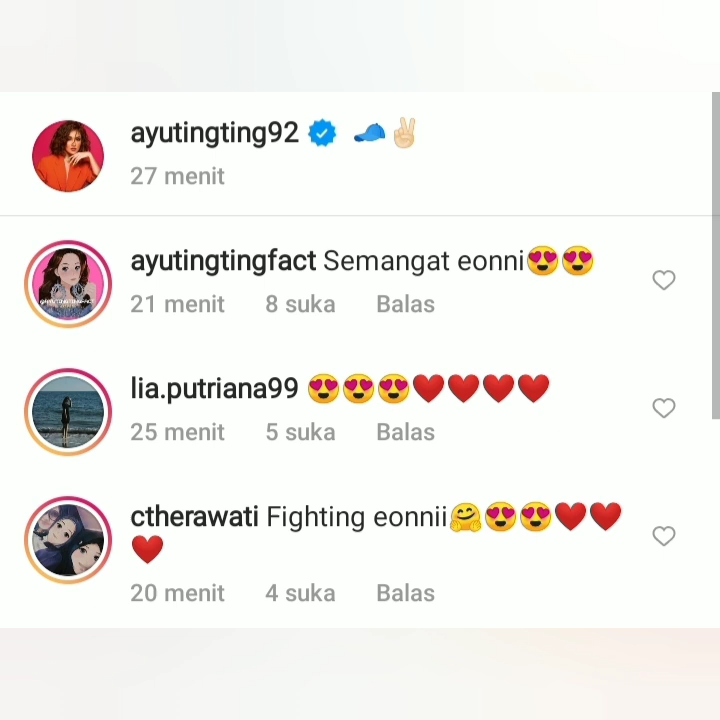 ayutingting92 🧢✌🏻
27 menit
ayutingtingfact Semangat eonni😍😍
21 menit 8 suka Balas
lia.putriana99 😍😍😍❤️❤️❤️❤️
25 menit 5 suka Balas
ctherawati Fighting eonnii🤗😍😍❤️❤️
❤️
20 menit 4 suka Balas